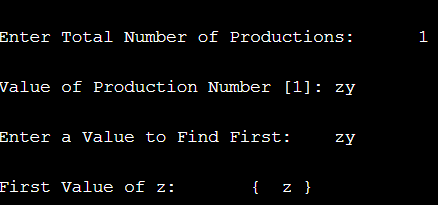 Enter Total Number of Productions: 1
Value of Production Number [1]: zy
Enter a Value to Find First: zy
First Value of z: { z }